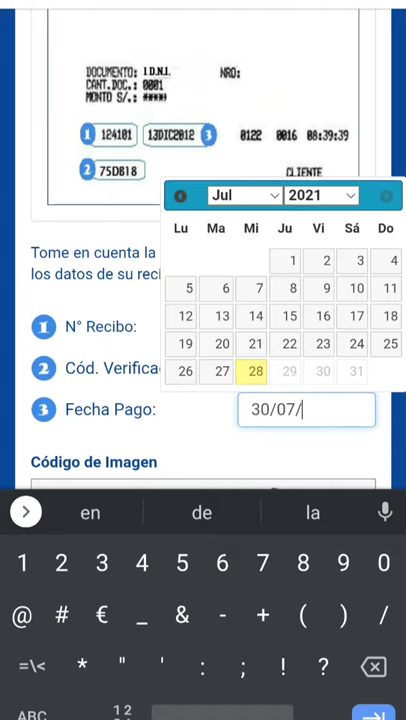 DOCUMENTO: I D.N.I.
NRO:
CANT.DOC.: 0001
MONTO S/.: ****
1 124101 13DIC2012 3 0122 0016 08:39:39
2 75DB18
CLIENTE
Jul 2021
Lu Ma Mi Ju Vi Sá Do
1 2 3 4
5 6 7 8 9 10 11
12 13 14 15 16 17 18
19 20 21 22 23 24 25
26 27 28 29 30 31
Tome en cuenta la
los datos de su reci
1 N° Recibo:
2 Cód. Verifica
3 Fecha Pago:
30/07/
Código de Imagen
> en de la
1 2 3 4 5 6 7 8 9 0
@ # € _ & - + ( ) /
=\< * " ' : ; ! ?
ABC
1 2